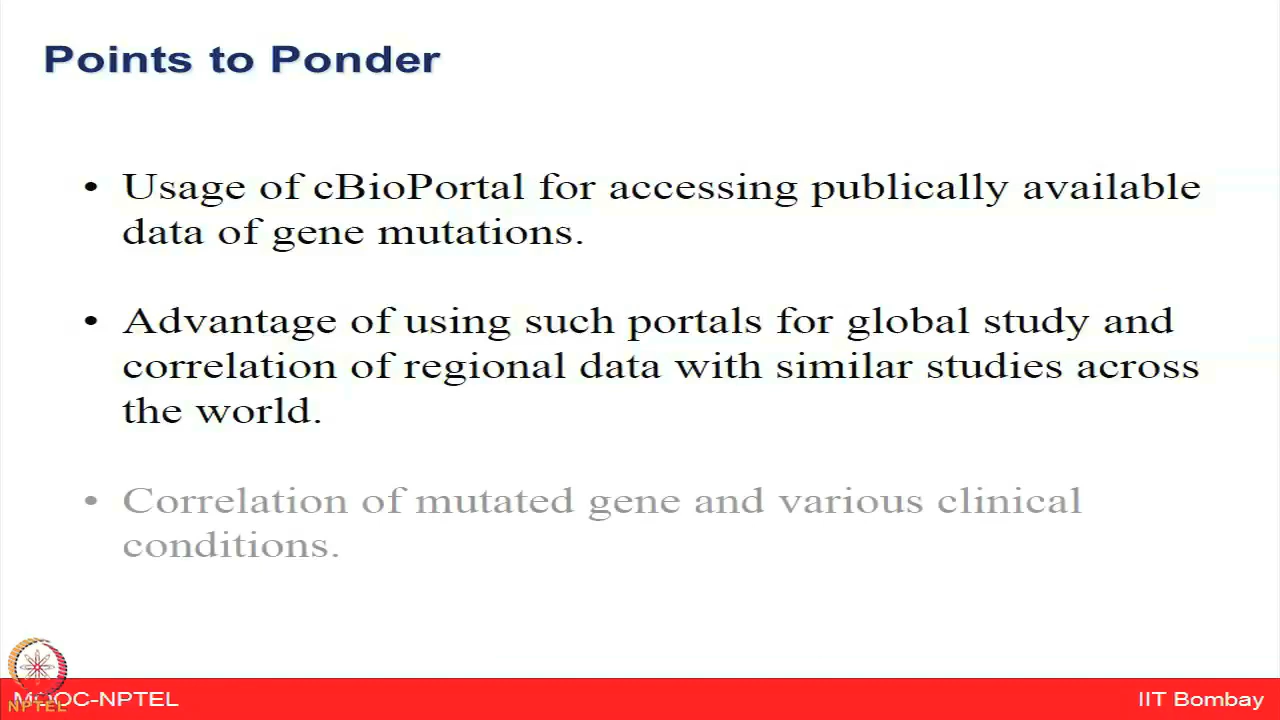 Points to Ponder
• Usage of cBioPortal for accessing publically available
data of gene mutations.
• Advantage of using such portals for global study and
correlation of regional data with similar studies across
the world.
• Correlation of mutated gene and various clinical
conditions.
MOOC-NPTEL
NPTEL
IIT Bombay